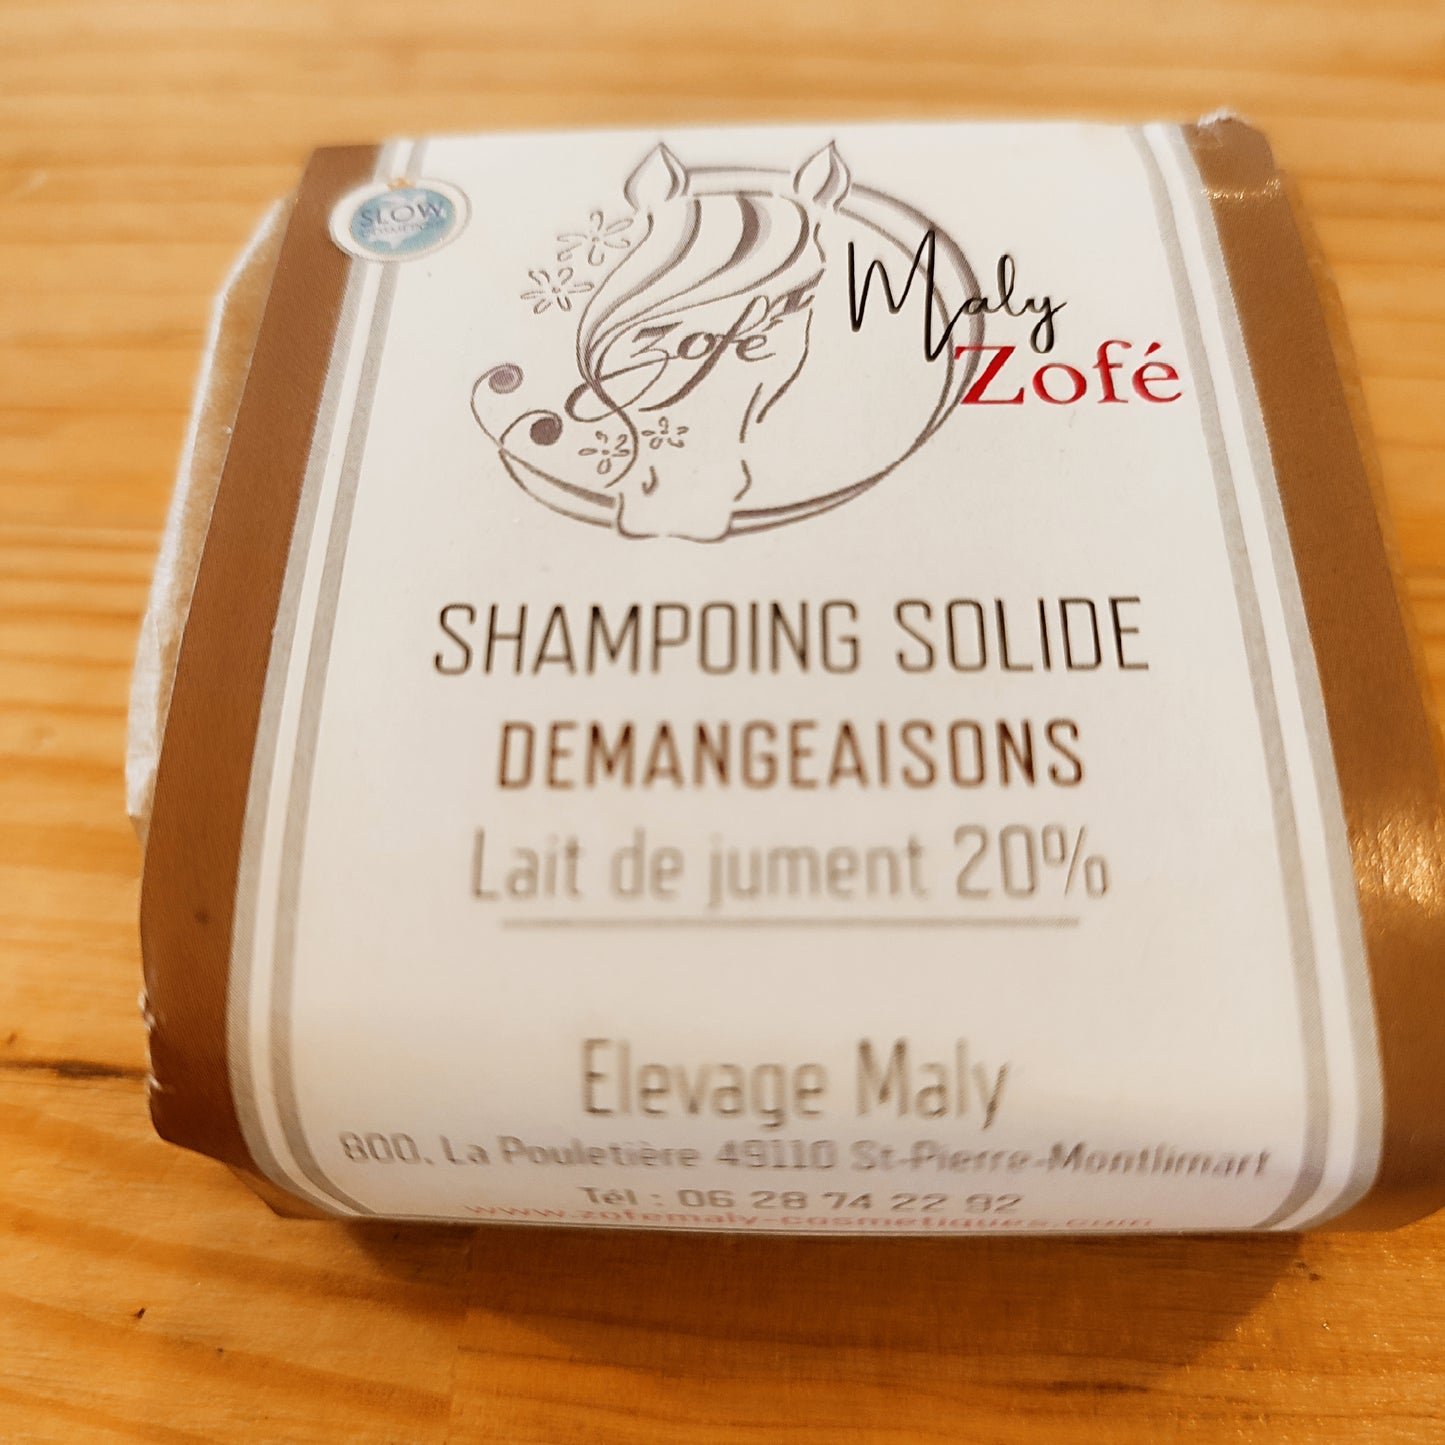 SLOW
COSMÉTIQUE
Zofé
Maly
Zofé
SHAMPOING SOLIDE
DEMANGEAISONS
Lait de jument 20%
Elevage Maly
800, La Pouletière 49110 St-Pierre-Montlimart
Tél : 06 28 74 22 92
www.zofemaly-cosmetiques.com